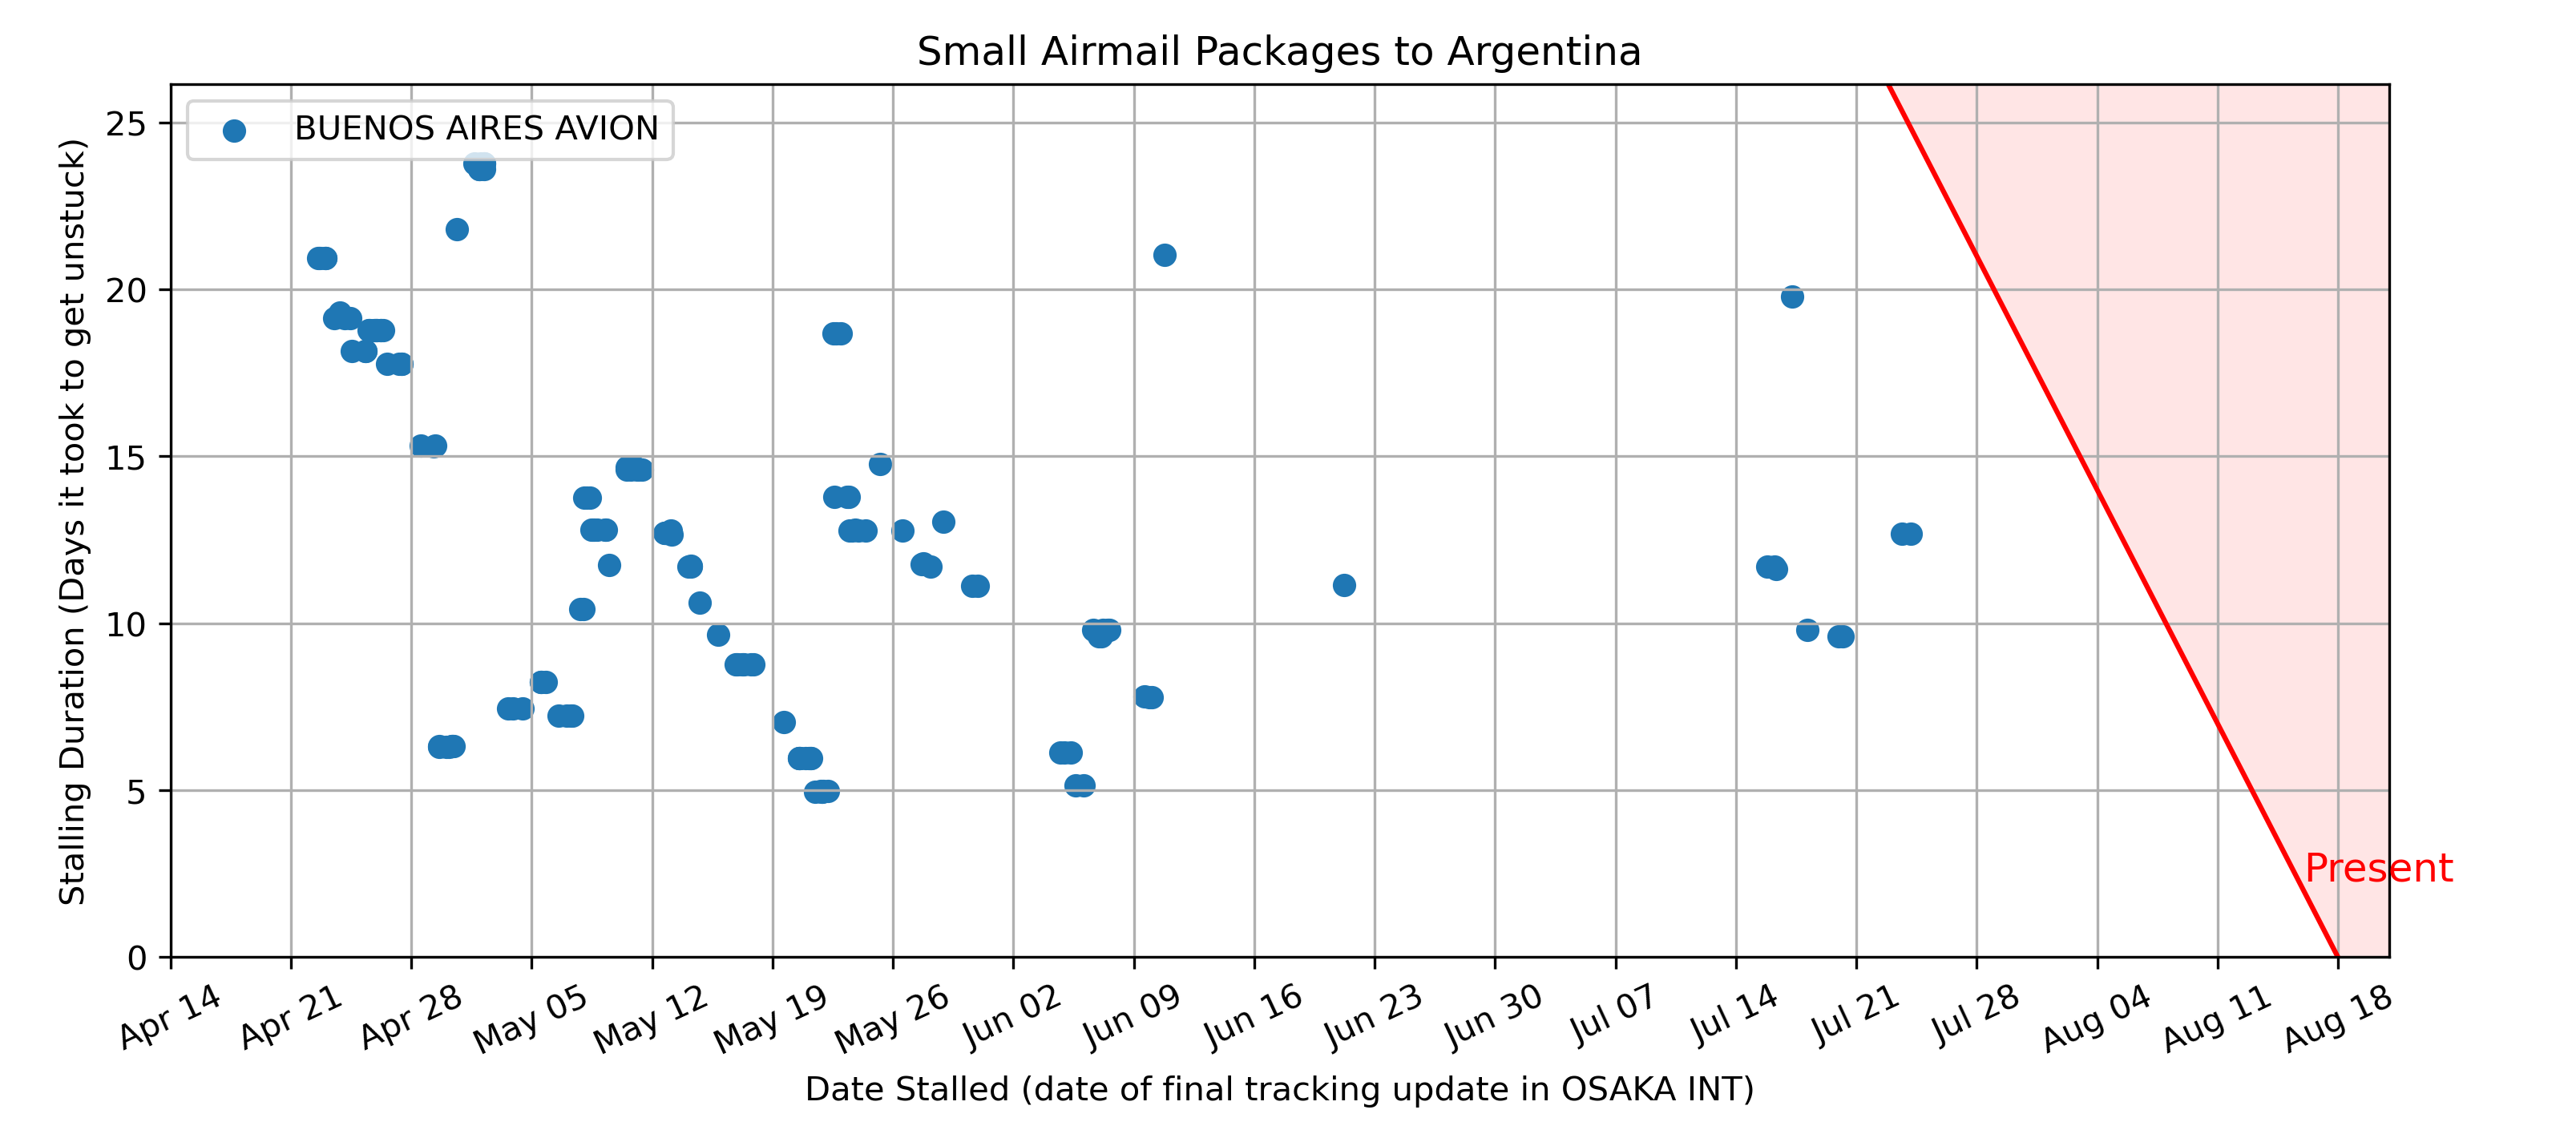 Small Airmail Packages to Argentina
BUENOS AIRES AVION
Stalling Duration (Days it took to get unstuck)
25
20
15
10
5
0
Present
Apr 14
Apr 21
Apr 28
May 05
May 12
May 19
May 26
Jun 02
Jun 09
Jun 16
Jun 23
Jun 30
Jul 07
Jul 14
Jul 21
Jul 28
Aug 04
Aug 11
Aug 18
Date Stalled (date of final tracking update in OSAKA INT)